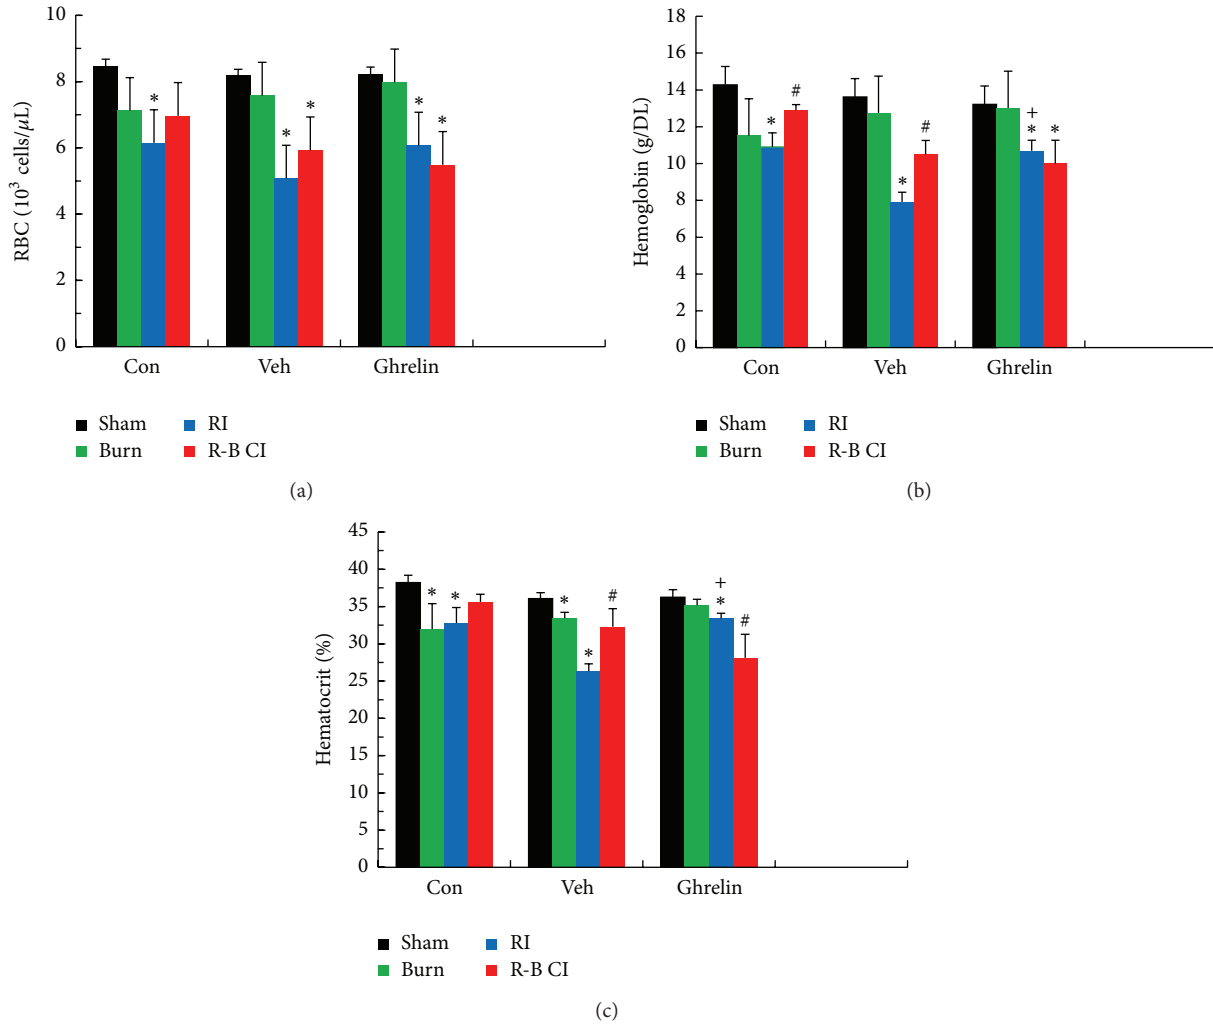 10
8
6
4
2
0
RBC (10³ cells/μL)
* * * * *
Con Veh Ghrelin
Sham RI
Burn R-B CI
(a)
18
16
14
12
10
8
6
4
2
0
Hemoglobin (g/DL)
* # * # + * *
Con Veh Ghrelin
Sham RI
Burn R-B CI
(b)
45
40
35
30
25
20
15
10
5
0
Hematocrit (%)
* * * * # + * #
Con Veh Ghrelin
Sham RI
Burn R-B CI
(c)